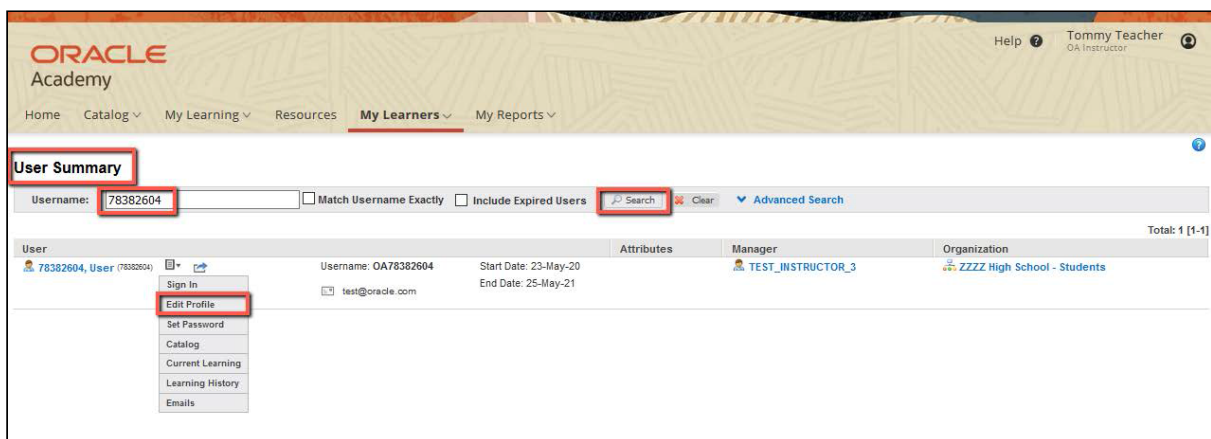 ORACLE
Academy
Help ?
Tommy Teacher
OA Instructor
Home Catalog My Learning Resources My Learners My Reports
?
User Summary
Username: 78382604 Match Username Exactly Include Expired Users Search Clear Advanced Search
Total: 1 [1-1]
User Attributes Manager Organization
78382604, User (78382604) Username: OA78382604 Start Date: 23-May-20 TEST_INSTRUCTOR_3 ZZZZ High School - Students
test@oracle.com End Date: 25-May-21
Sign In
Edit Profile
Set Password
Catalog
Current Learning
Learning History
Emails